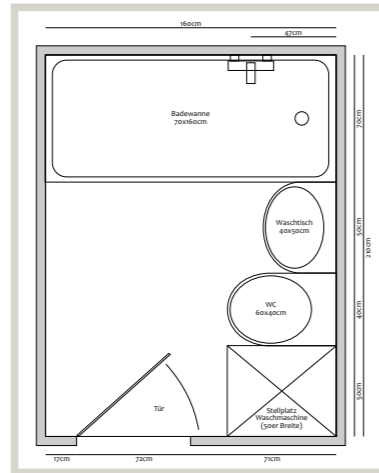 160cm
47cm
Badewanne
70x160cm
70cm
Waschtisch
40x50cm
50cm
210cm
WC
60x40cm
40cm
Stellplatz
Waschmaschine
(50er Breite)
50cm
Tür
17cm
72cm
71cm